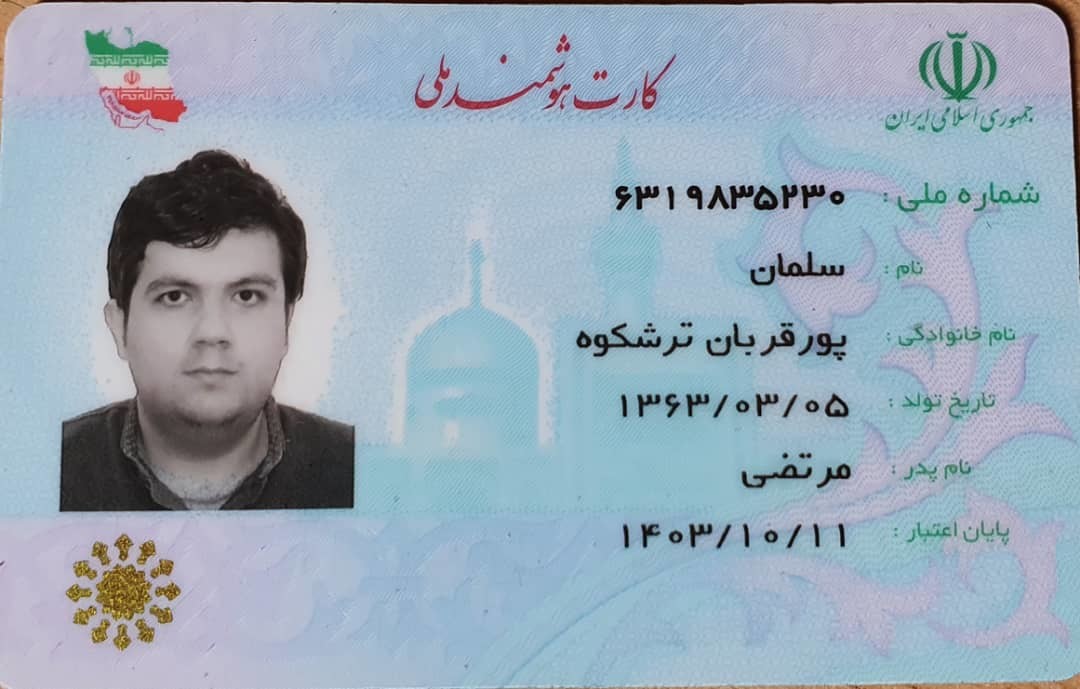 کارت هوشمند ملی
جمهوری اسلامی ایران
شماره ملی : ۶۳۱۹۸۳۵۲۳۰
نام : سلمان
نام خانوادگی : پورقربان ترشکوه
تاریخ تولد : ۱۳۶۳/۰۳/۰۵
نام پدر : مرتضی
پایان اعتبار : ۱۴۰۳/۱۰/۱۱